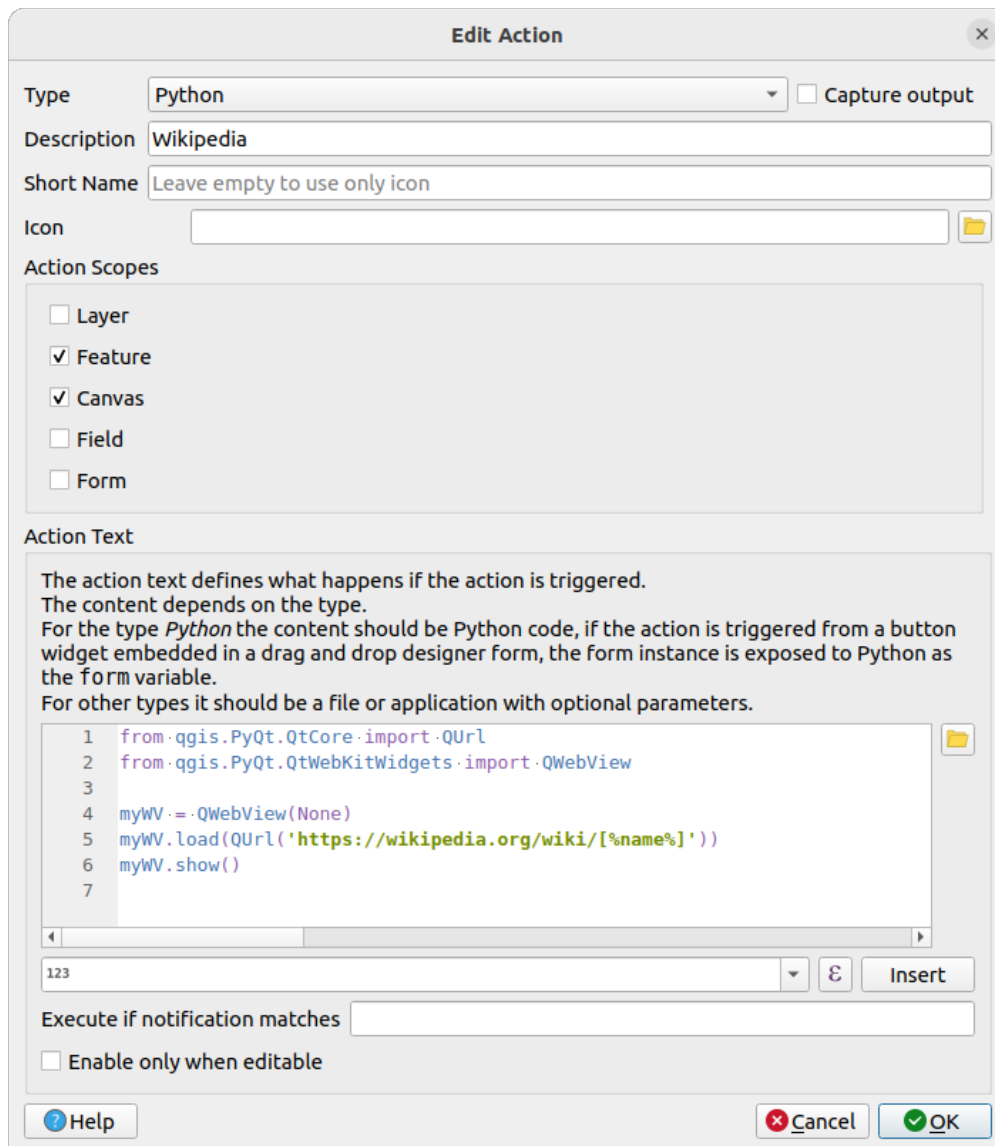 Edit Action
Type Python Capture output
Description Wikipedia
Short Name Leave empty to use only icon
Icon
Action Scopes
Layer
Feature
Canvas
Field
Form
Action Text
The action text defines what happens if the action is triggered.
The content depends on the type.
For the type Python the content should be Python code, if the action is triggered from a button
widget embedded in a drag and drop designer form, the form instance is exposed to Python as
the form variable.
For other types it should be a file or application with optional parameters.
1 from·qgis.PyQt.QtCore·import·QUrl
2 from·qgis.PyQt.QtWebKitWidgets·import·QWebView
3
4 myWV·=·QWebView(None)
5 myWV.load(QUrl('https://wikipedia.org/wiki/[%name%]'))
6 myWV.show()
7
123 ε Insert
Execute if notification matches
Enable only when editable
? Help Cancel OK